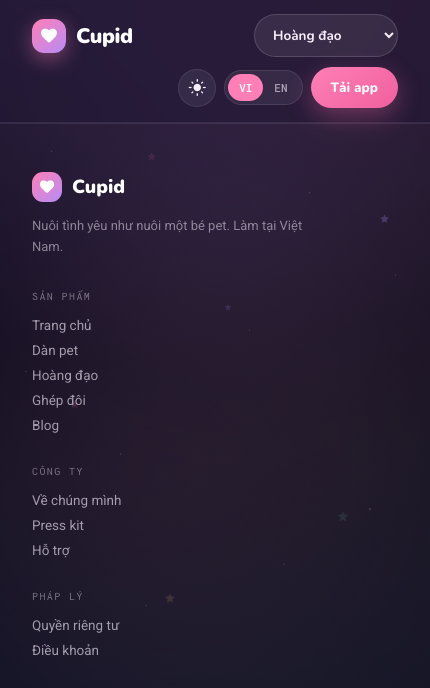 Cupid
Hoàng đạo
VI
EN
Tải app
Cupid
Nuôi tình yêu như nuôi một bé pet. Làm tại Việt
Nam.
SẢN PHẨM
Trang chủ
Dàn pet
Hoàng đạo
Ghép đôi
Blog
CÔNG TY
Về chúng mình
Press kit
Hỗ trợ
PHÁP LÝ
Quyền riêng tư
Điều khoản